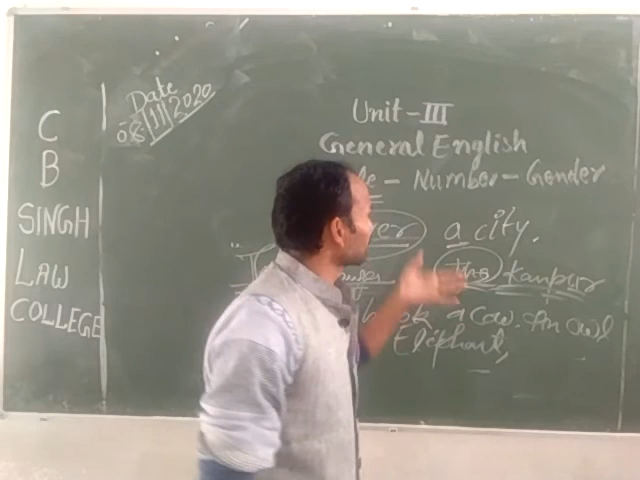 C
B
SINGH
LAW
COLLEGE
Date
08/11/2020
Unit-III
General English
- Number - Gender
a city.
the Kanpur
a cow. An owl
Elephant,